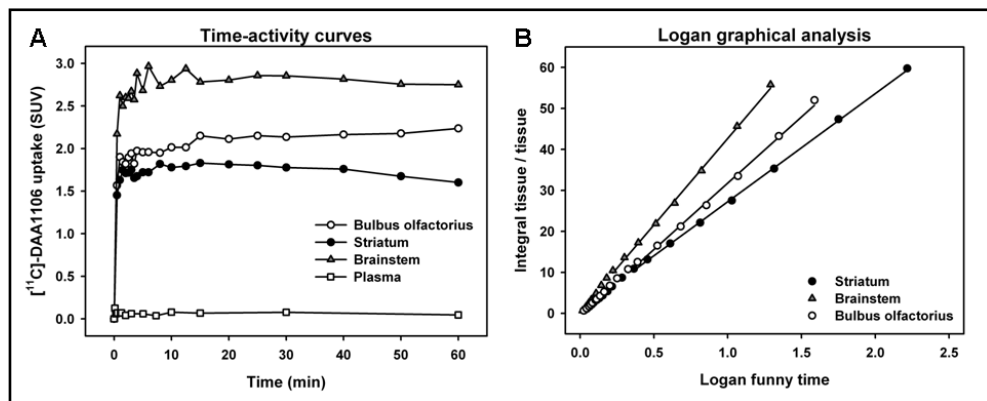 A
Time-activity curves
[¹¹C]-DAA1106 uptake (SUV)
3.0
2.5
2.0
1.5
1.0
0.5
0.0
Bulbus olfactorius
Striatum
Brainstem
Plasma
0 10 20 30 40 50 60
Time (min)
B
Logan graphical analysis
Integral tissue / tissue
60
50
40
30
20
10
0
Striatum
Brainstem
Bulbus olfactorius
0.0 0.5 1.0 1.5 2.0 2.5
Logan funny time